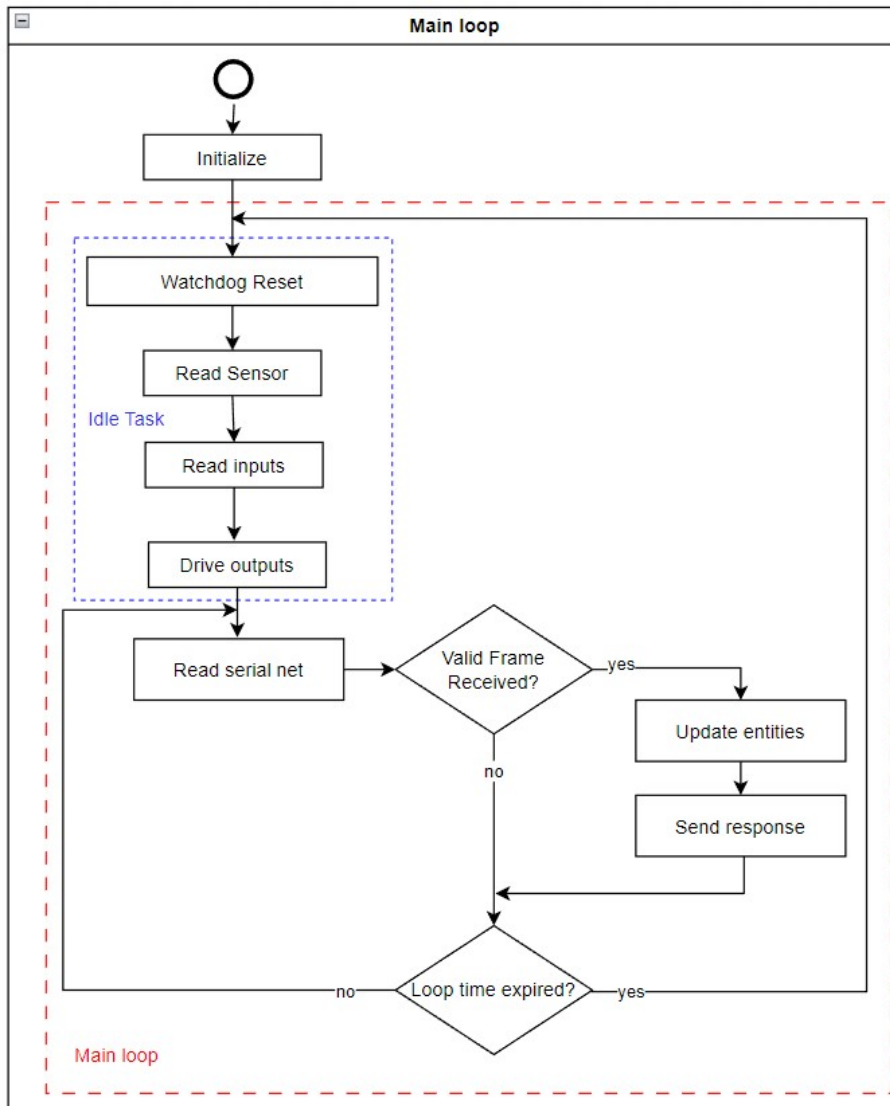 Main loop
Initialize
Watchdog Reset
Read Sensor
Idle Task
Read inputs
Drive outputs
Read serial net
Valid Frame
Received?
yes
Update entities
no
Send response
Loop time expired?
no
yes
Main loop